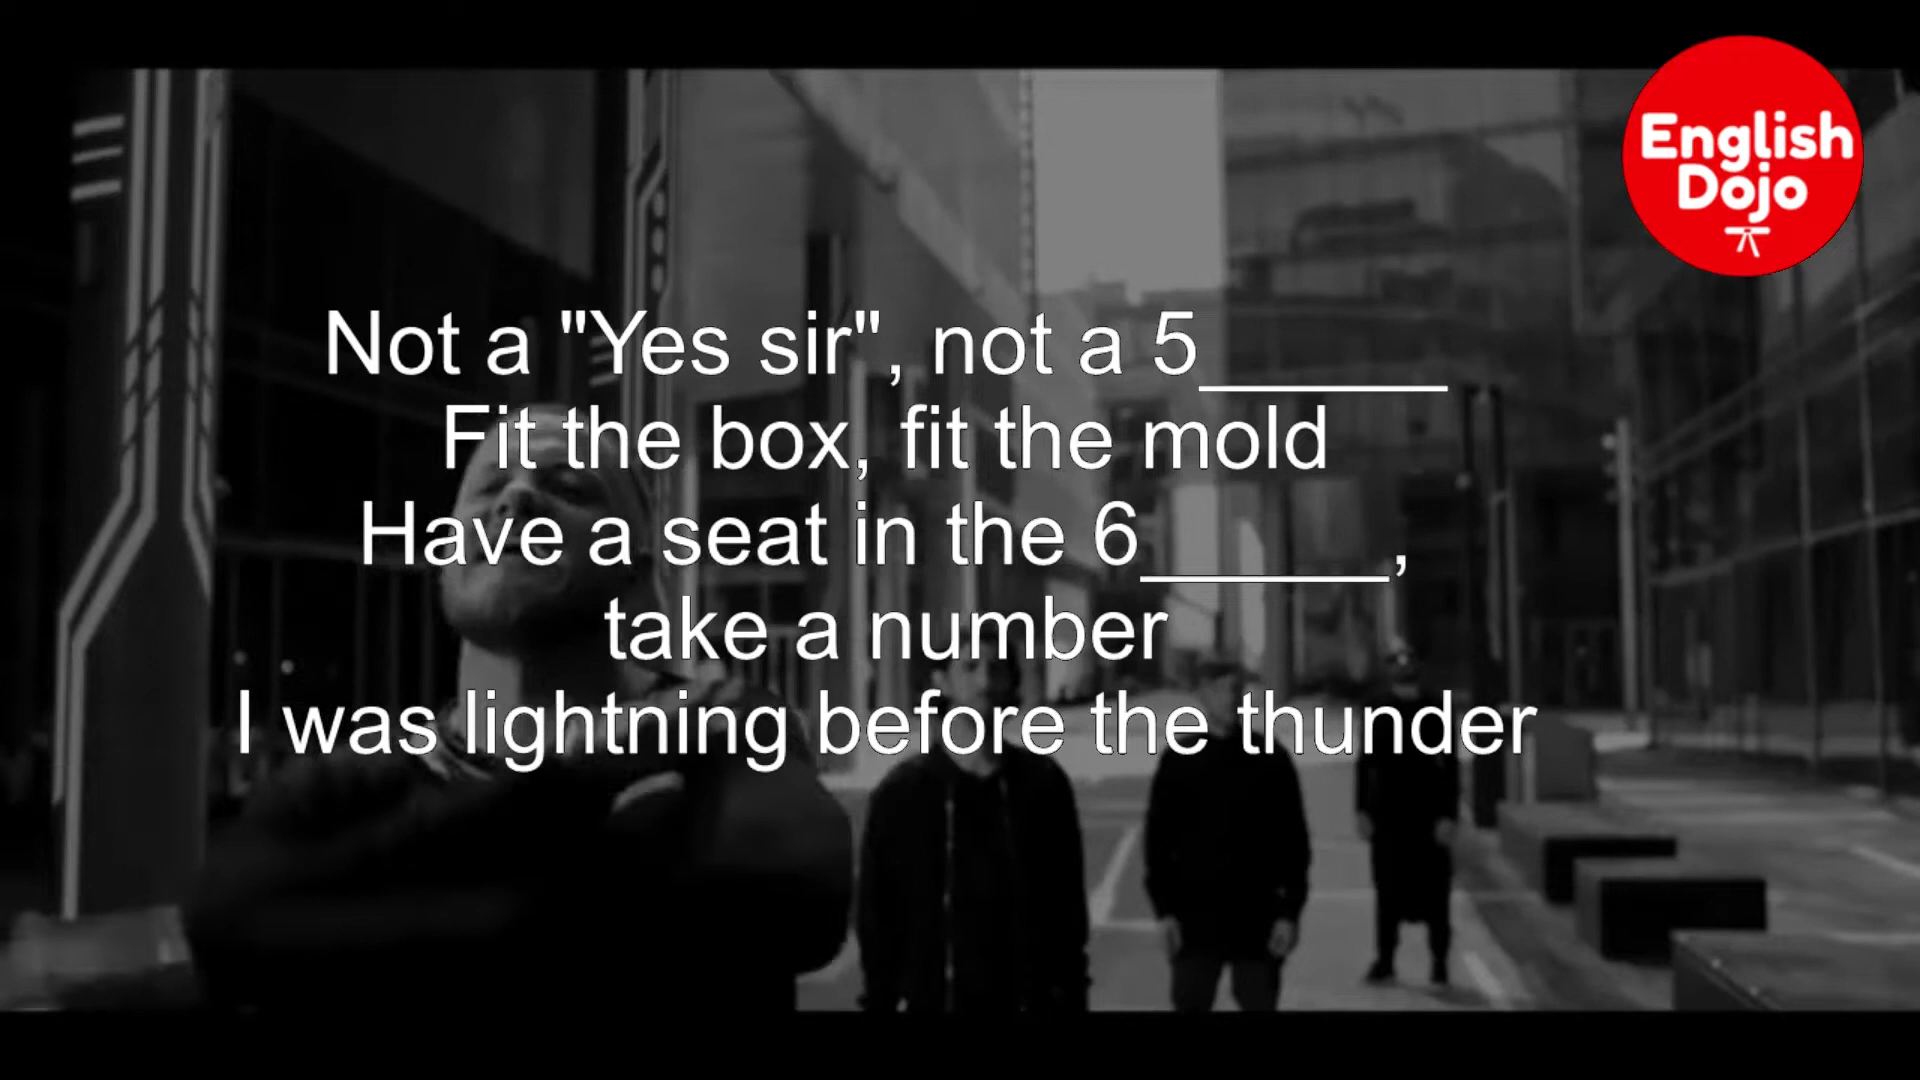 English
Dojo
Not a "Yes sir", not a 5______
Fit the box, fit the mold
Have a seat in the 6______,
take a number
I was lightning before the thunder